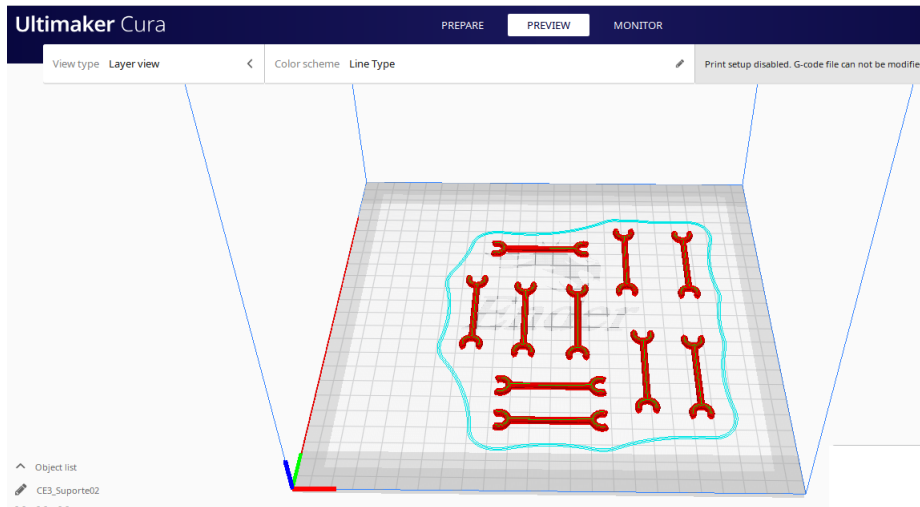 Ultimaker Cura
PREPARE PREVIEW MONITOR
View type Layer view Color scheme Line Type Print setup disabled. G-code file can not be modifie
Object list
CE3_Suporte02